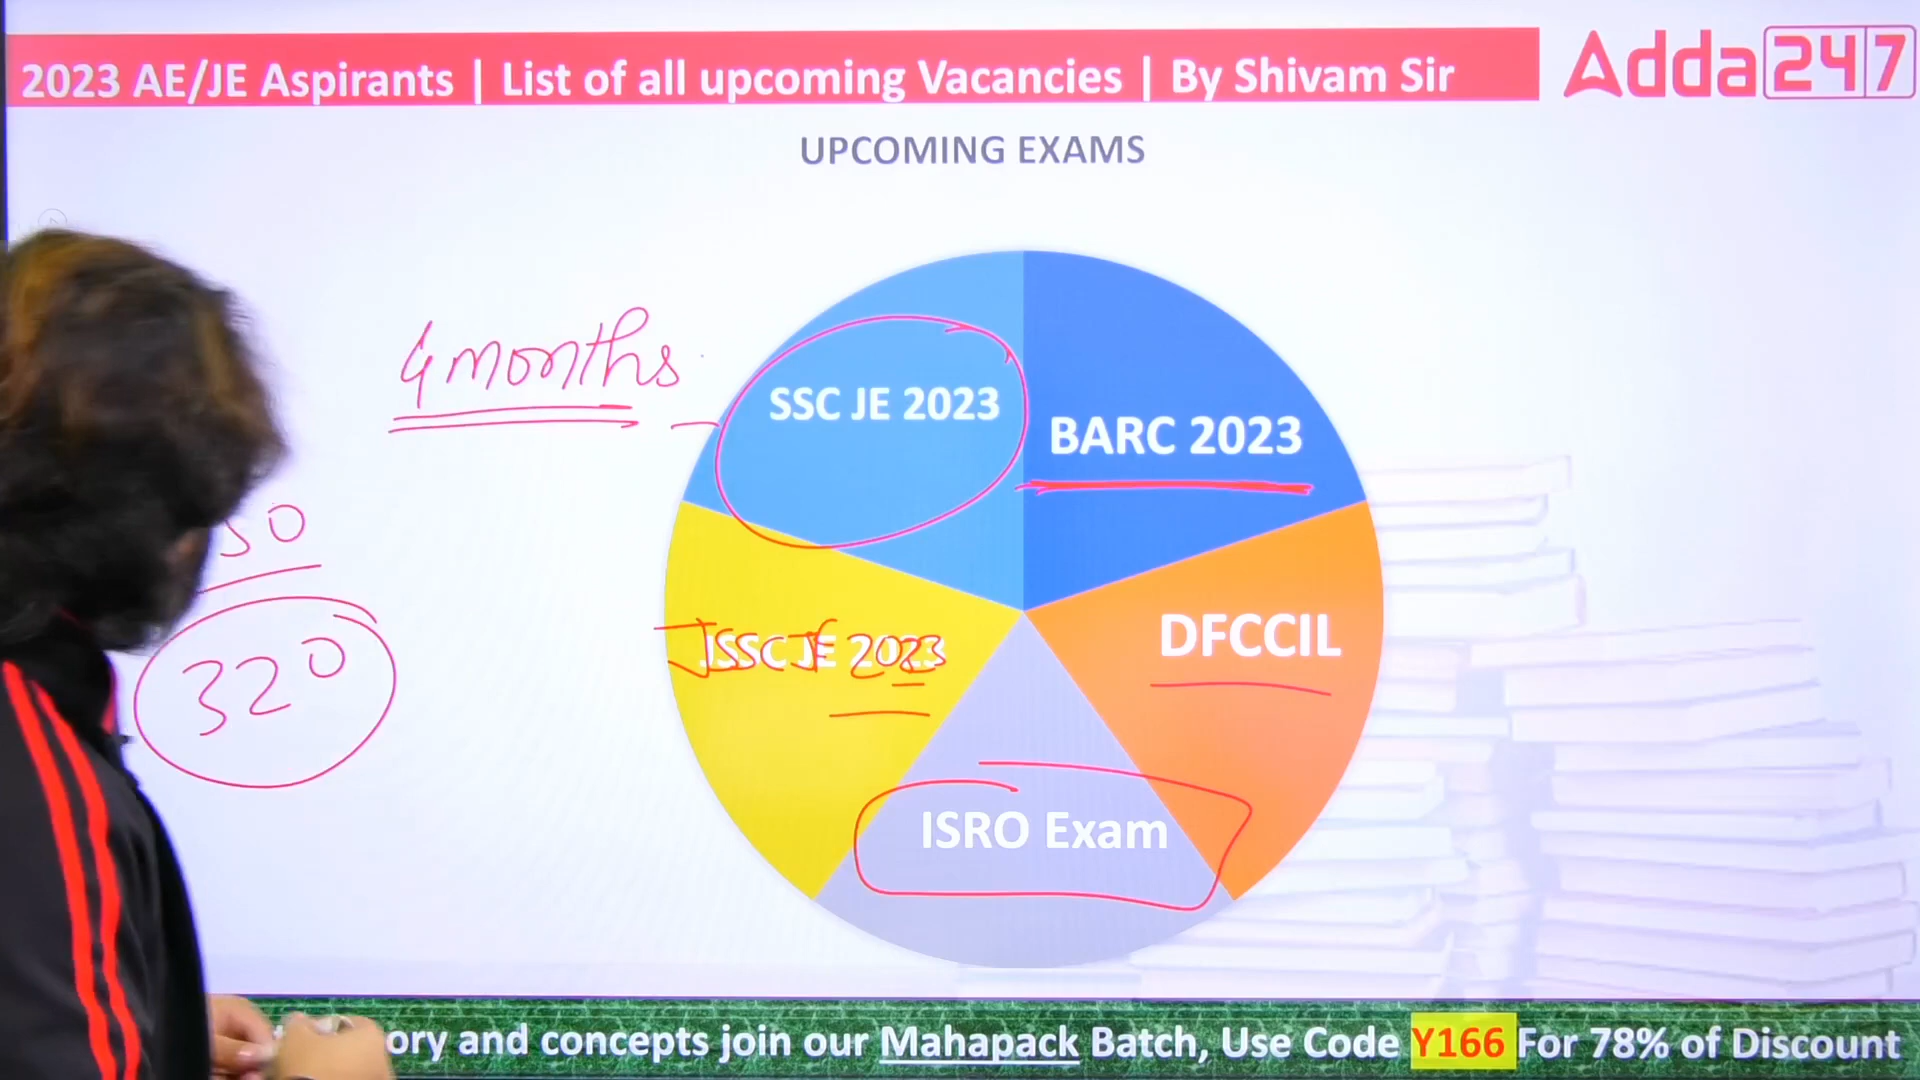 2023 AE/JE Aspirants | List of all upcoming Vacancies | By Shivam Sir
Adda247
UPCOMING EXAMS
4 months
SSC JE 2023
BARC 2023
50
320
JSSC JE 2023
DFCCIL
ISRO Exam
and concepts join our Mahapack Batch, Use Code Y166 For 78% of Discount